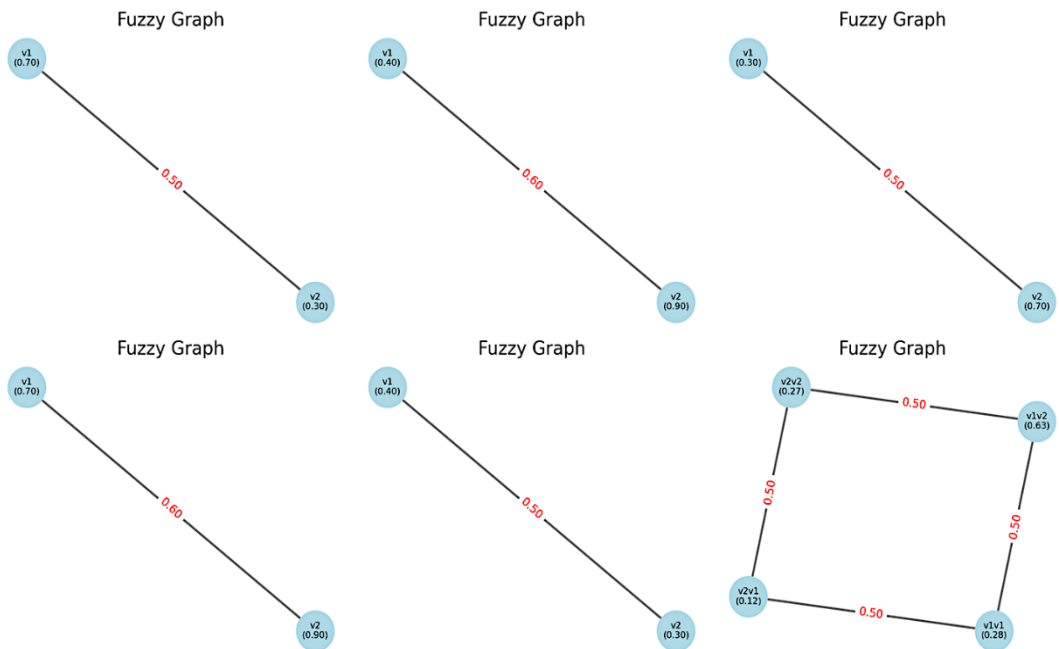 Fuzzy Graph
v1
(0.70)
0.50
v2
(0.30)
Fuzzy Graph
v1
(0.40)
0.60
v2
(0.90)
Fuzzy Graph
v1
(0.30)
0.50
v2
(0.70)
Fuzzy Graph
v1
(0.70)
0.60
v2
(0.90)
Fuzzy Graph
v1
(0.40)
0.50
v2
(0.30)
Fuzzy Graph
v2v2
(0.27)
0.50
v1v2
(0.63)
0.50
0.50
v2v1
(0.12)
0.50
v1v1
(0.28)